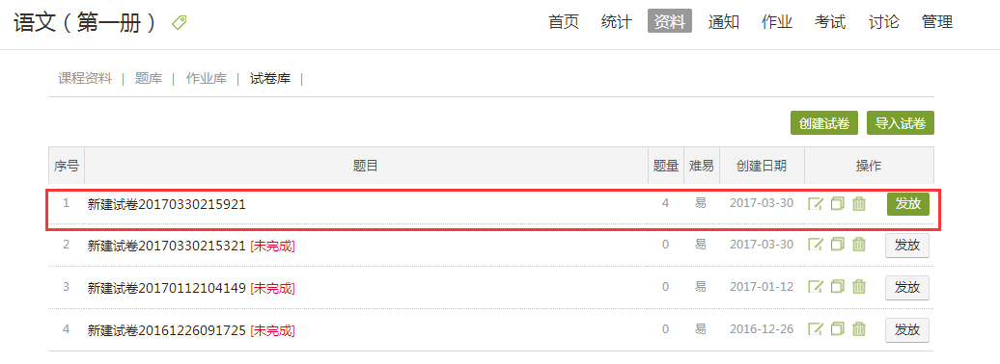 语文（第一册）
首页 统计 资料 通知 作业 考试 讨论 管理
课程资料 | 题库 | 作业库 | 试卷库 |
创建试卷 导入试卷
序号 题目 题量 难易 创建日期 操作
1 新建试卷20170330215921 4 易 2017-03-30 发放
2 新建试卷20170330215321 [未完成] 0 易 2017-03-30 发放
3 新建试卷20170112104149 [未完成] 0 易 2017-01-12 发放
4 新建试卷20161226091725 [未完成] 0 易 2016-12-26 发放